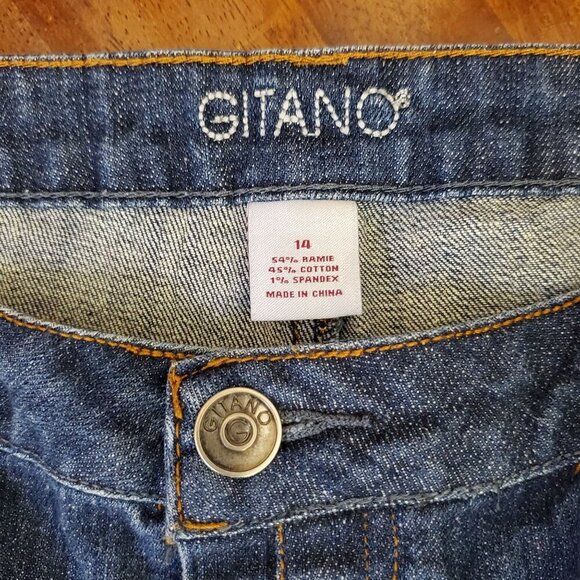 GITANO®
14
54% RAMIE
45% COTTON
1% SPANDEX
MADE IN CHINA
GITANO
G